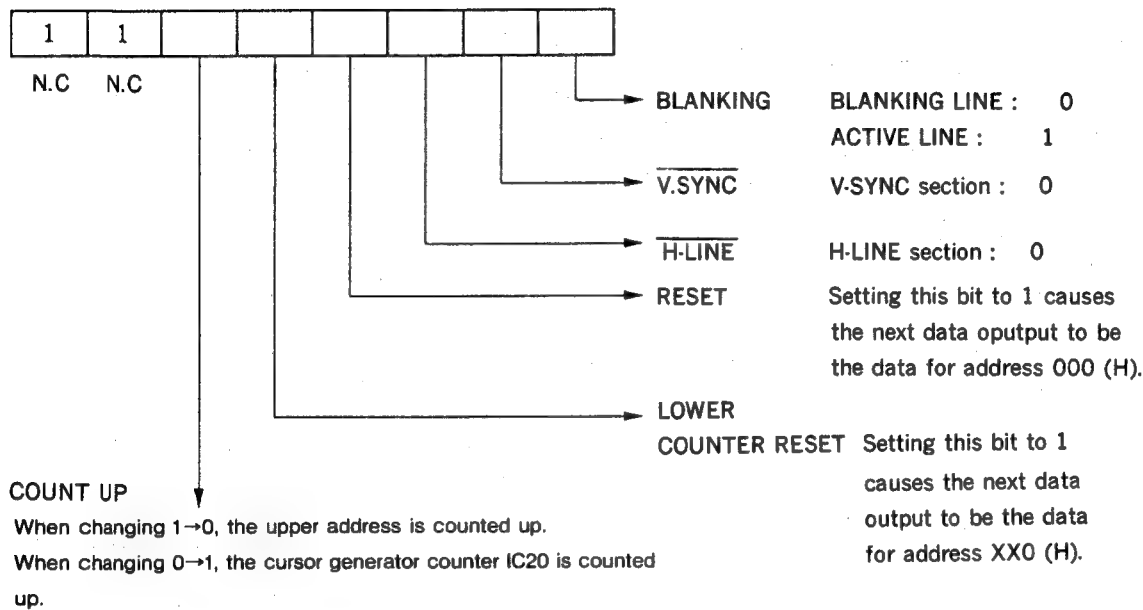 1 1
N.C N.C
BLANKING BLANKING LINE : 0
ACTIVE LINE : 1
V.SYNC V-SYNC section : 0
H-LINE H-LINE section : 0
RESET Setting this bit to 1 causes
the next data oputput to be
the data for address 000 (H).
LOWER
COUNTER RESET Setting this bit to 1
causes the next data
output to be the data
for address XX0 (H).
COUNT UP
When changing 1→0, the upper address is counted up.
When changing 0→1, the cursor generator counter IC20 is counted
up.